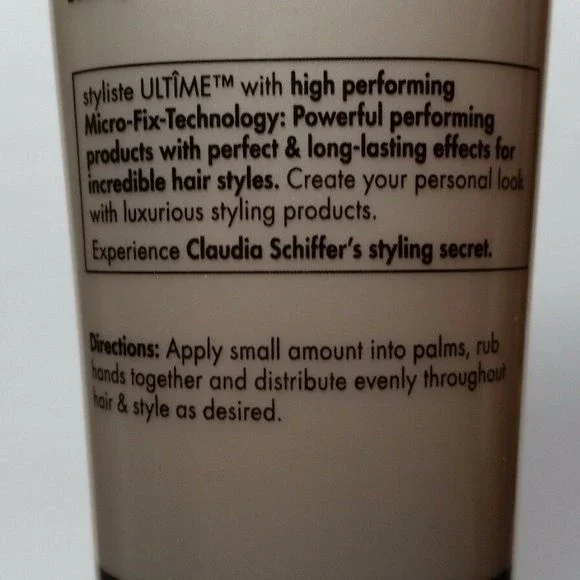 styliste ULTÎME™ with high performing
Micro-Fix-Technology: Powerful performing
products with perfect & long-lasting effects for
incredible hair styles. Create your personal look
with luxurious styling products.
Experience Claudia Schiffer's styling secret.
Directions: Apply small amount into palms, rub
hands together and distribute evenly throughout
hair & style as desired.